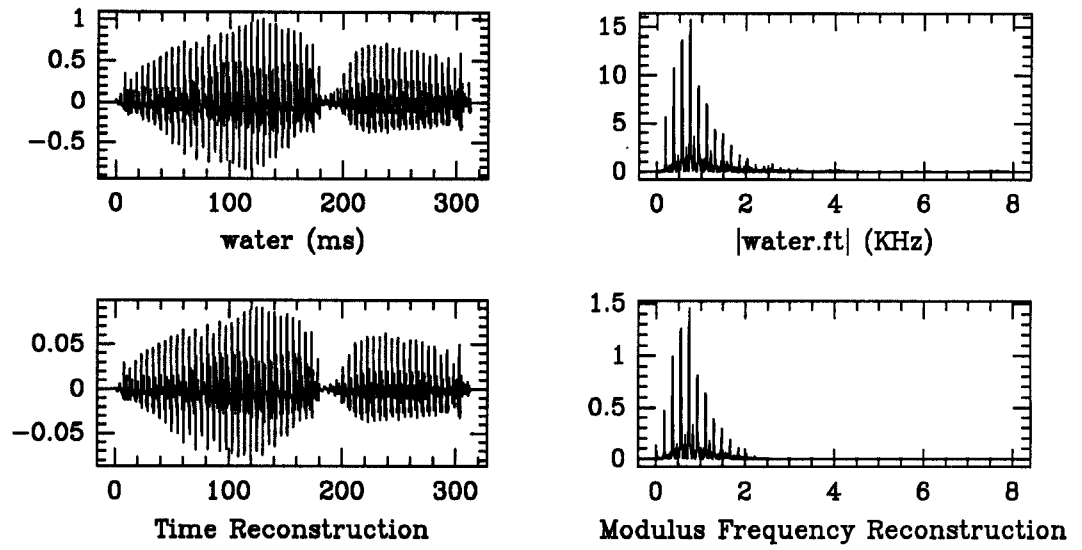 1
0.5
0
−0.5
0 100 200 300
water (ms)
15
10
5
0
0 2 4 6 8
|water.ft| (KHz)
0.05
0
−0.05
0 100 200 300
Time Reconstruction
1.5
1
0.5
0
0 2 4 6 8
Modulus Frequency Reconstruction